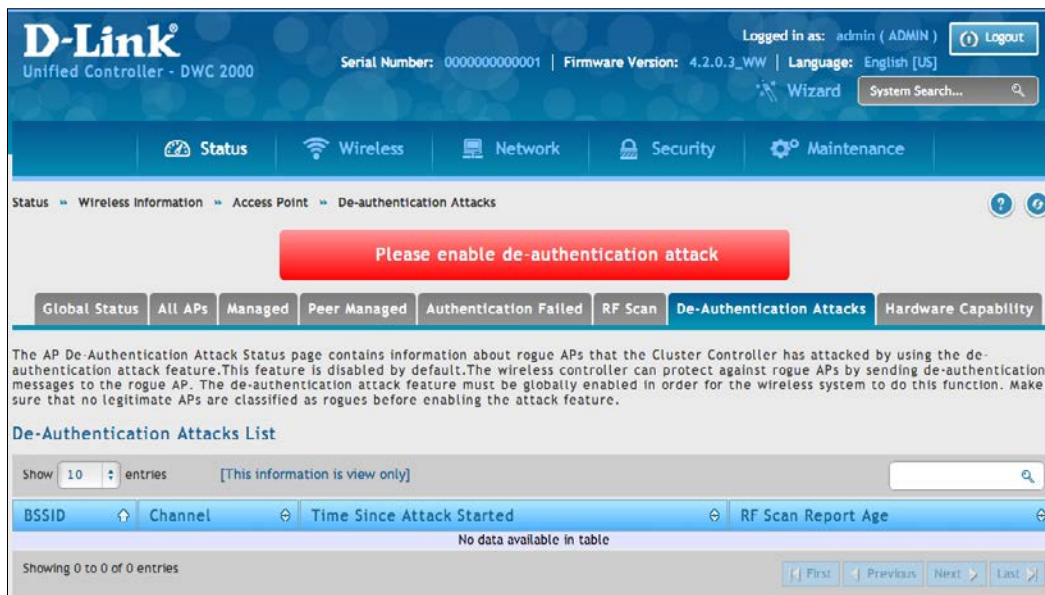 D-Link
Unified Controller - DWC 2000
Logged in as: admin ( ADMIN )
Logout
Serial Number: 0000000000001 | Firmware Version: 4.2.0.3_WW | Language: English [US]
Wizard
System Search...
Status
Wireless
Network
Security
Maintenance
Status » Wireless Information » Access Point » De-authentication Attacks
Please enable de-authentication attack
Global Status
All APs
Managed
Peer Managed
Authentication Failed
RF Scan
De-Authentication Attacks
Hardware Capability
The AP De-Authentication Attack Status page contains information about rogue APs that the Cluster Controller has attacked by using the de-
authentication attack feature.This feature is disabled by default.The wireless controller can protect against rogue APs by sending de-authentication
messages to the rogue AP. The de-authentication attack feature must be globally enabled in order for the wireless system to do this function. Make
sure that no legitimate APs are classified as rogues before enabling the attack feature.
De-Authentication Attacks List
Show 10 entries
[This information is view only]
BSSID
Channel
Time Since Attack Started
RF Scan Report Age
No data available in table
Showing 0 to 0 of 0 entries
First
Previous
Next
Last